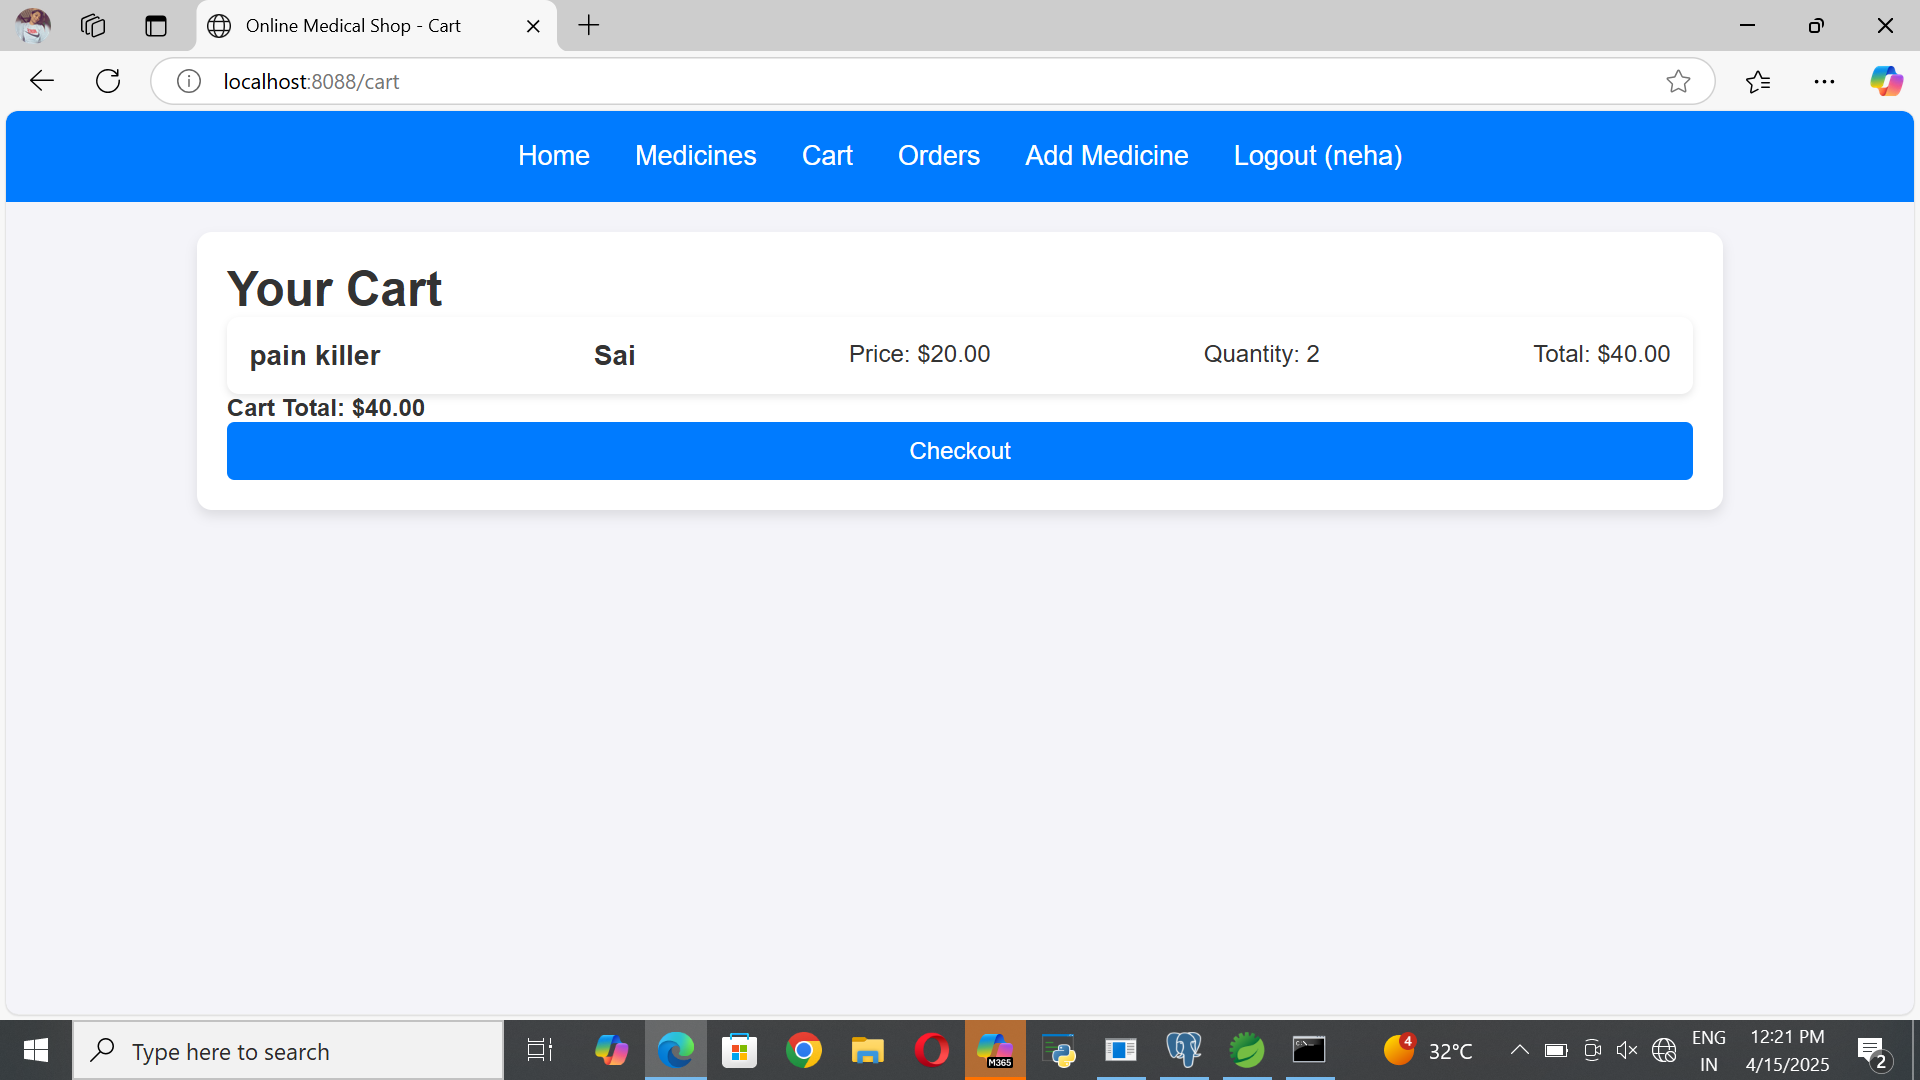 Online Medical Shop - Cart
localhost:8088/cart
Home Medicines Cart Orders Add Medicine Logout (neha)
Your Cart
pain killer Sai Price: $20.00 Quantity: 2 Total: $40.00
Cart Total: $40.00
Checkout
Type here to search
M365
4
32°C
ENG
IN
12:21 PM
4/15/2025
2